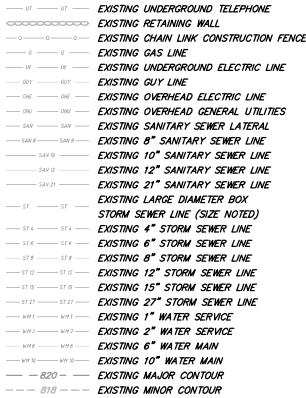 UT UT EXISTING UNDERGROUND TELEPHONE
EXISTING RETAINING WALL
EXISTING CHAIN LINK CONSTRUCTION FENCE
G G EXISTING GAS LINE
UE UE EXISTING UNDERGROUND ELECTRIC LINE
GUY GUY EXISTING GUY LINE
OHE OHE EXISTING OVERHEAD ELECTRIC LINE
OHU OHU EXISTING OVERHEAD GENERAL UTILITIES
SAN SAN EXISTING SANITARY SEWER LATERAL
SAN 8 SAN 8 EXISTING 8" SANITARY SEWER LINE
SAN 10 EXISTING 10" SANITARY SEWER LINE
SAN 12 EXISTING 12" SANITARY SEWER LINE
SAN 21 EXISTING 21" SANITARY SEWER LINE
ST ST EXISTING LARGE DIAMETER BOX
STORM SEWER LINE (SIZE NOTED)
ST 4 ST 4 EXISTING 4" STORM SEWER LINE
ST 6 ST 6 EXISTING 6" STORM SEWER LINE
ST 8 ST 8 EXISTING 8" STORM SEWER LINE
ST 12 ST 12 EXISTING 12" STORM SEWER LINE
ST 15 ST 15 EXISTING 15" STORM SEWER LINE
ST 27 ST 27 EXISTING 27" STORM SEWER LINE
WM 1 WM 1 EXISTING 1" WATER SERVICE
WM 2 WM 2 EXISTING 2" WATER SERVICE
WM 6 WM 6 EXISTING 6" WATER MAIN
WM 10 WM 10 EXISTING 10" WATER MAIN
820 EXISTING MAJOR CONTOUR
818 EXISTING MINOR CONTOUR